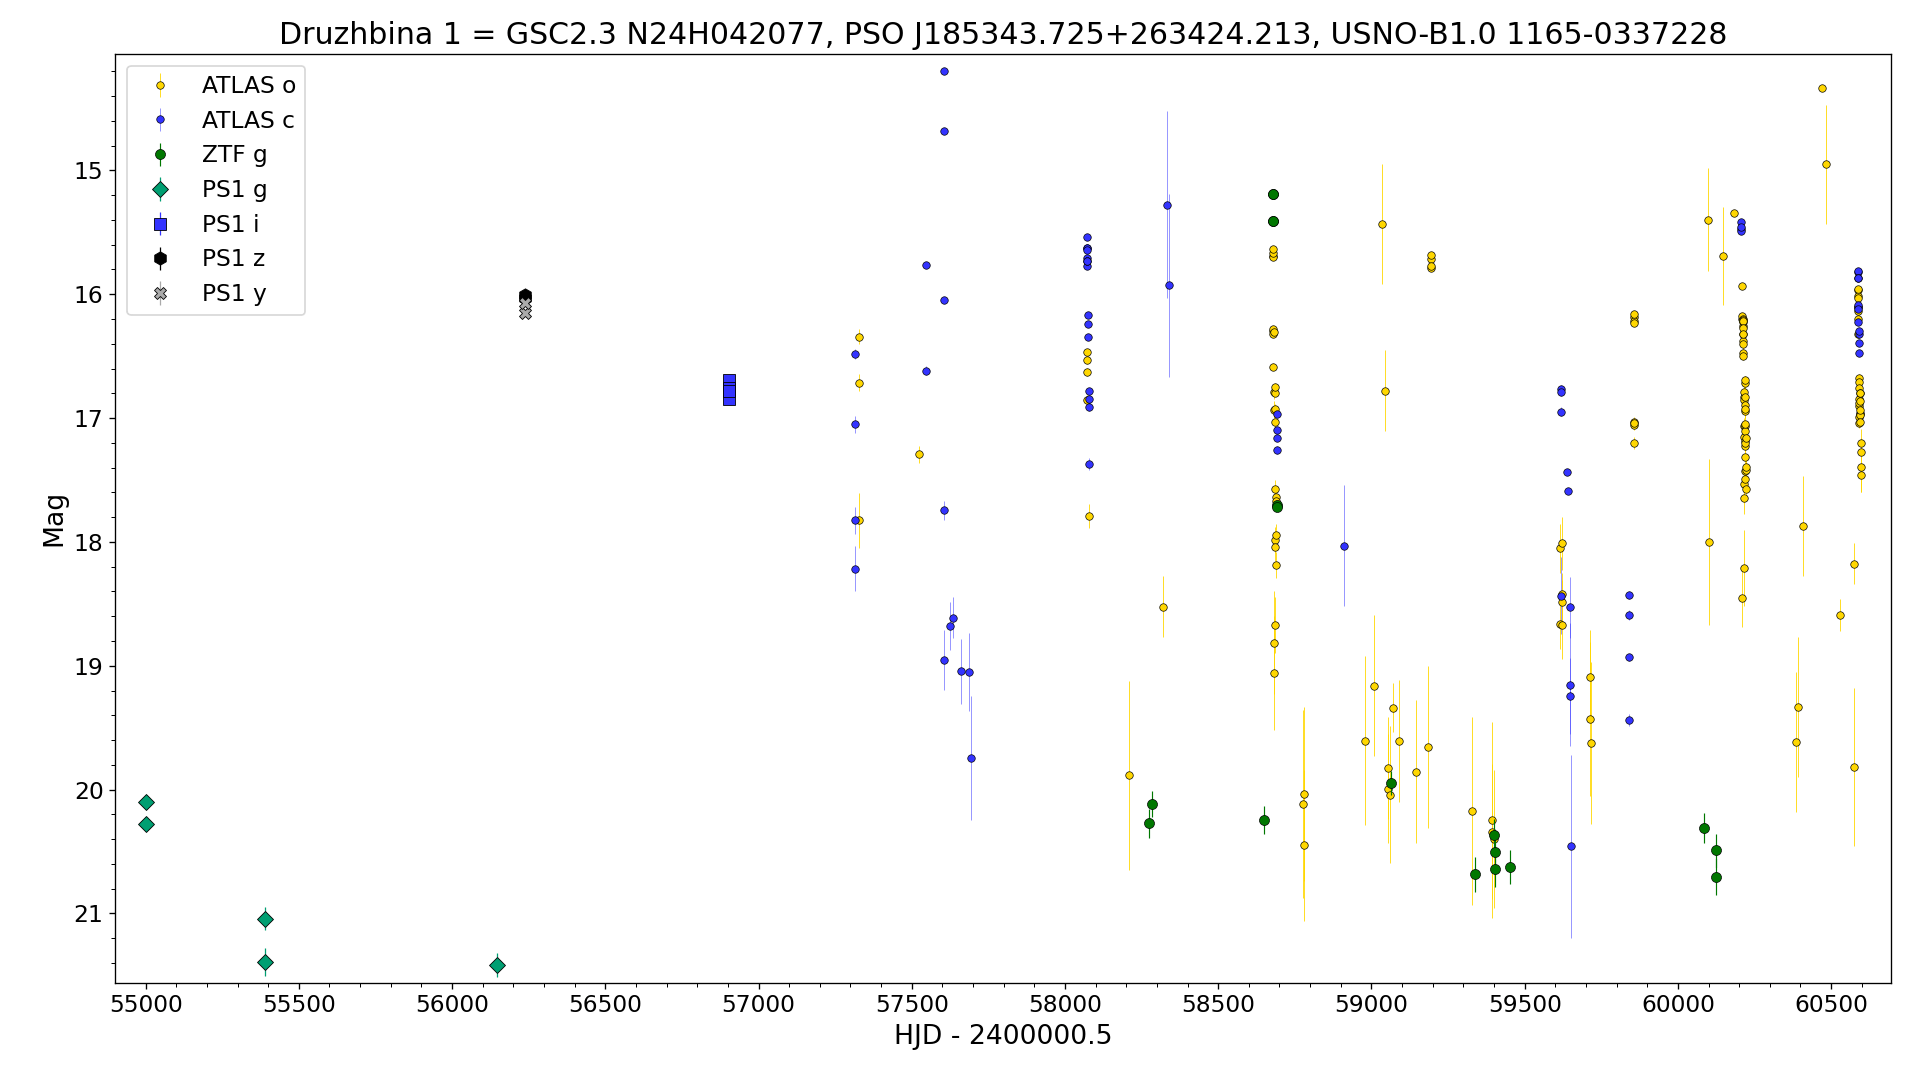 Druzhbina 1 = GSC2.3 N24H042077, PSO J185343.725+263424.213, USNO-B1.0 1165-0337228
ATLAS o
ATLAS c
ZTF g
PS1 g
PS1 i
PS1 z
PS1 y
Mag
15
16
17
18
19
20
21
55000 55500 56000 56500 57000 57500 58000 58500 59000 59500 60000 60500
HJD - 2400000.5